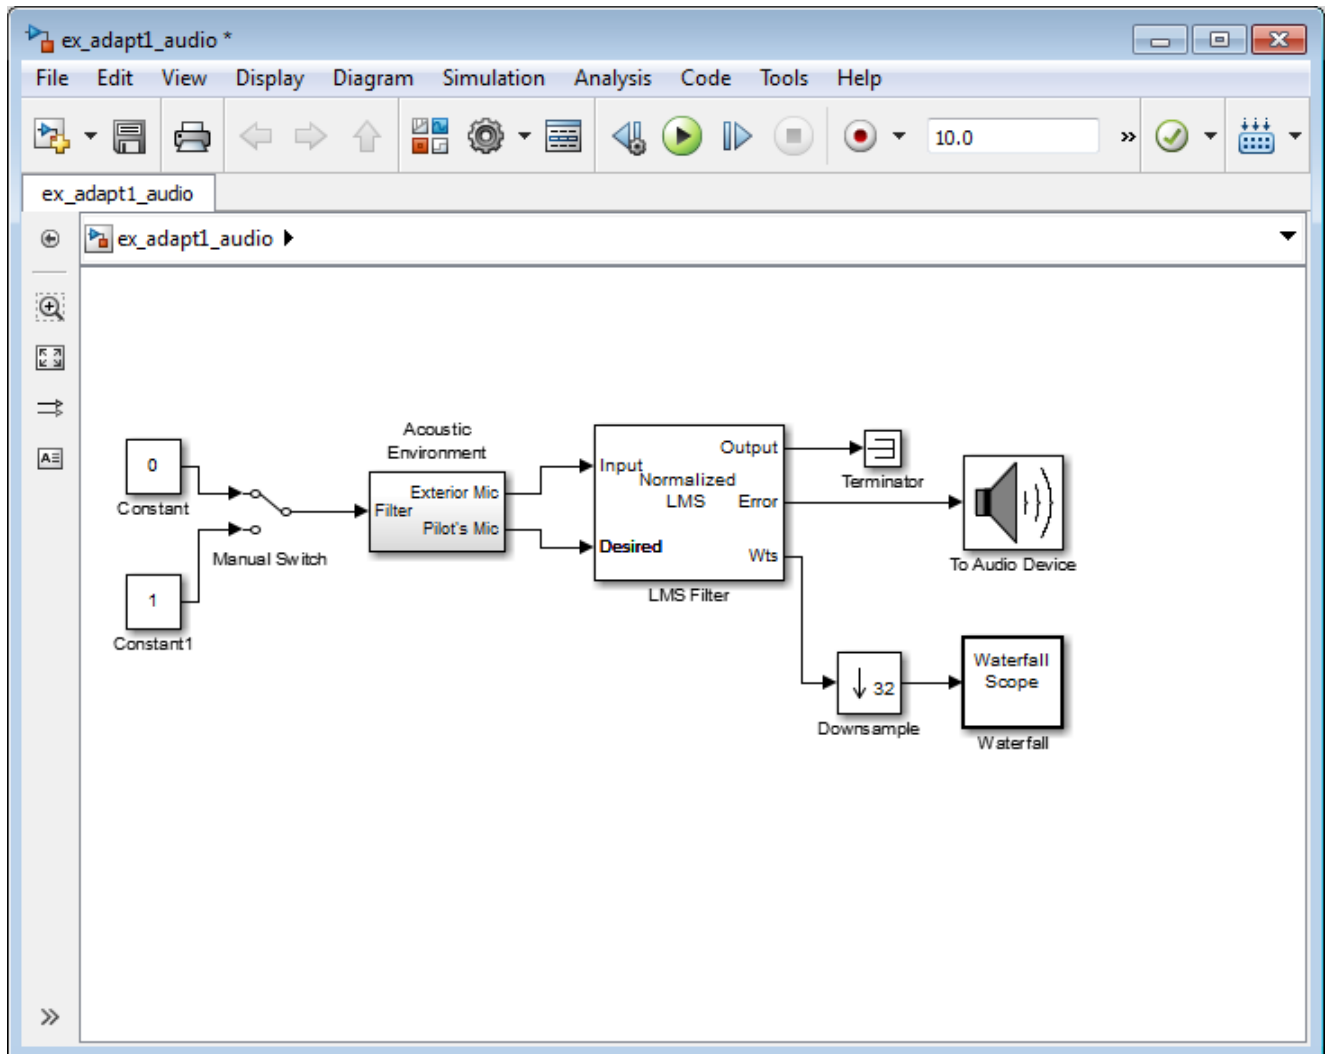 ex_adapt1_audio *
File Edit View Display Diagram Simulation Analysis Code Tools Help
10.0
ex_adapt1_audio
ex_adapt1_audio
0
Constant
1
Constant1
Manual Switch
Acoustic
Environment
Filter
Exterior Mic
Pilot's Mic
Input
Normalized
LMS
Desired
Output
Error
Wts
LMS Filter
Terminator
To Audio Device
32
Downsample
Waterfall
Scope
Waterfall